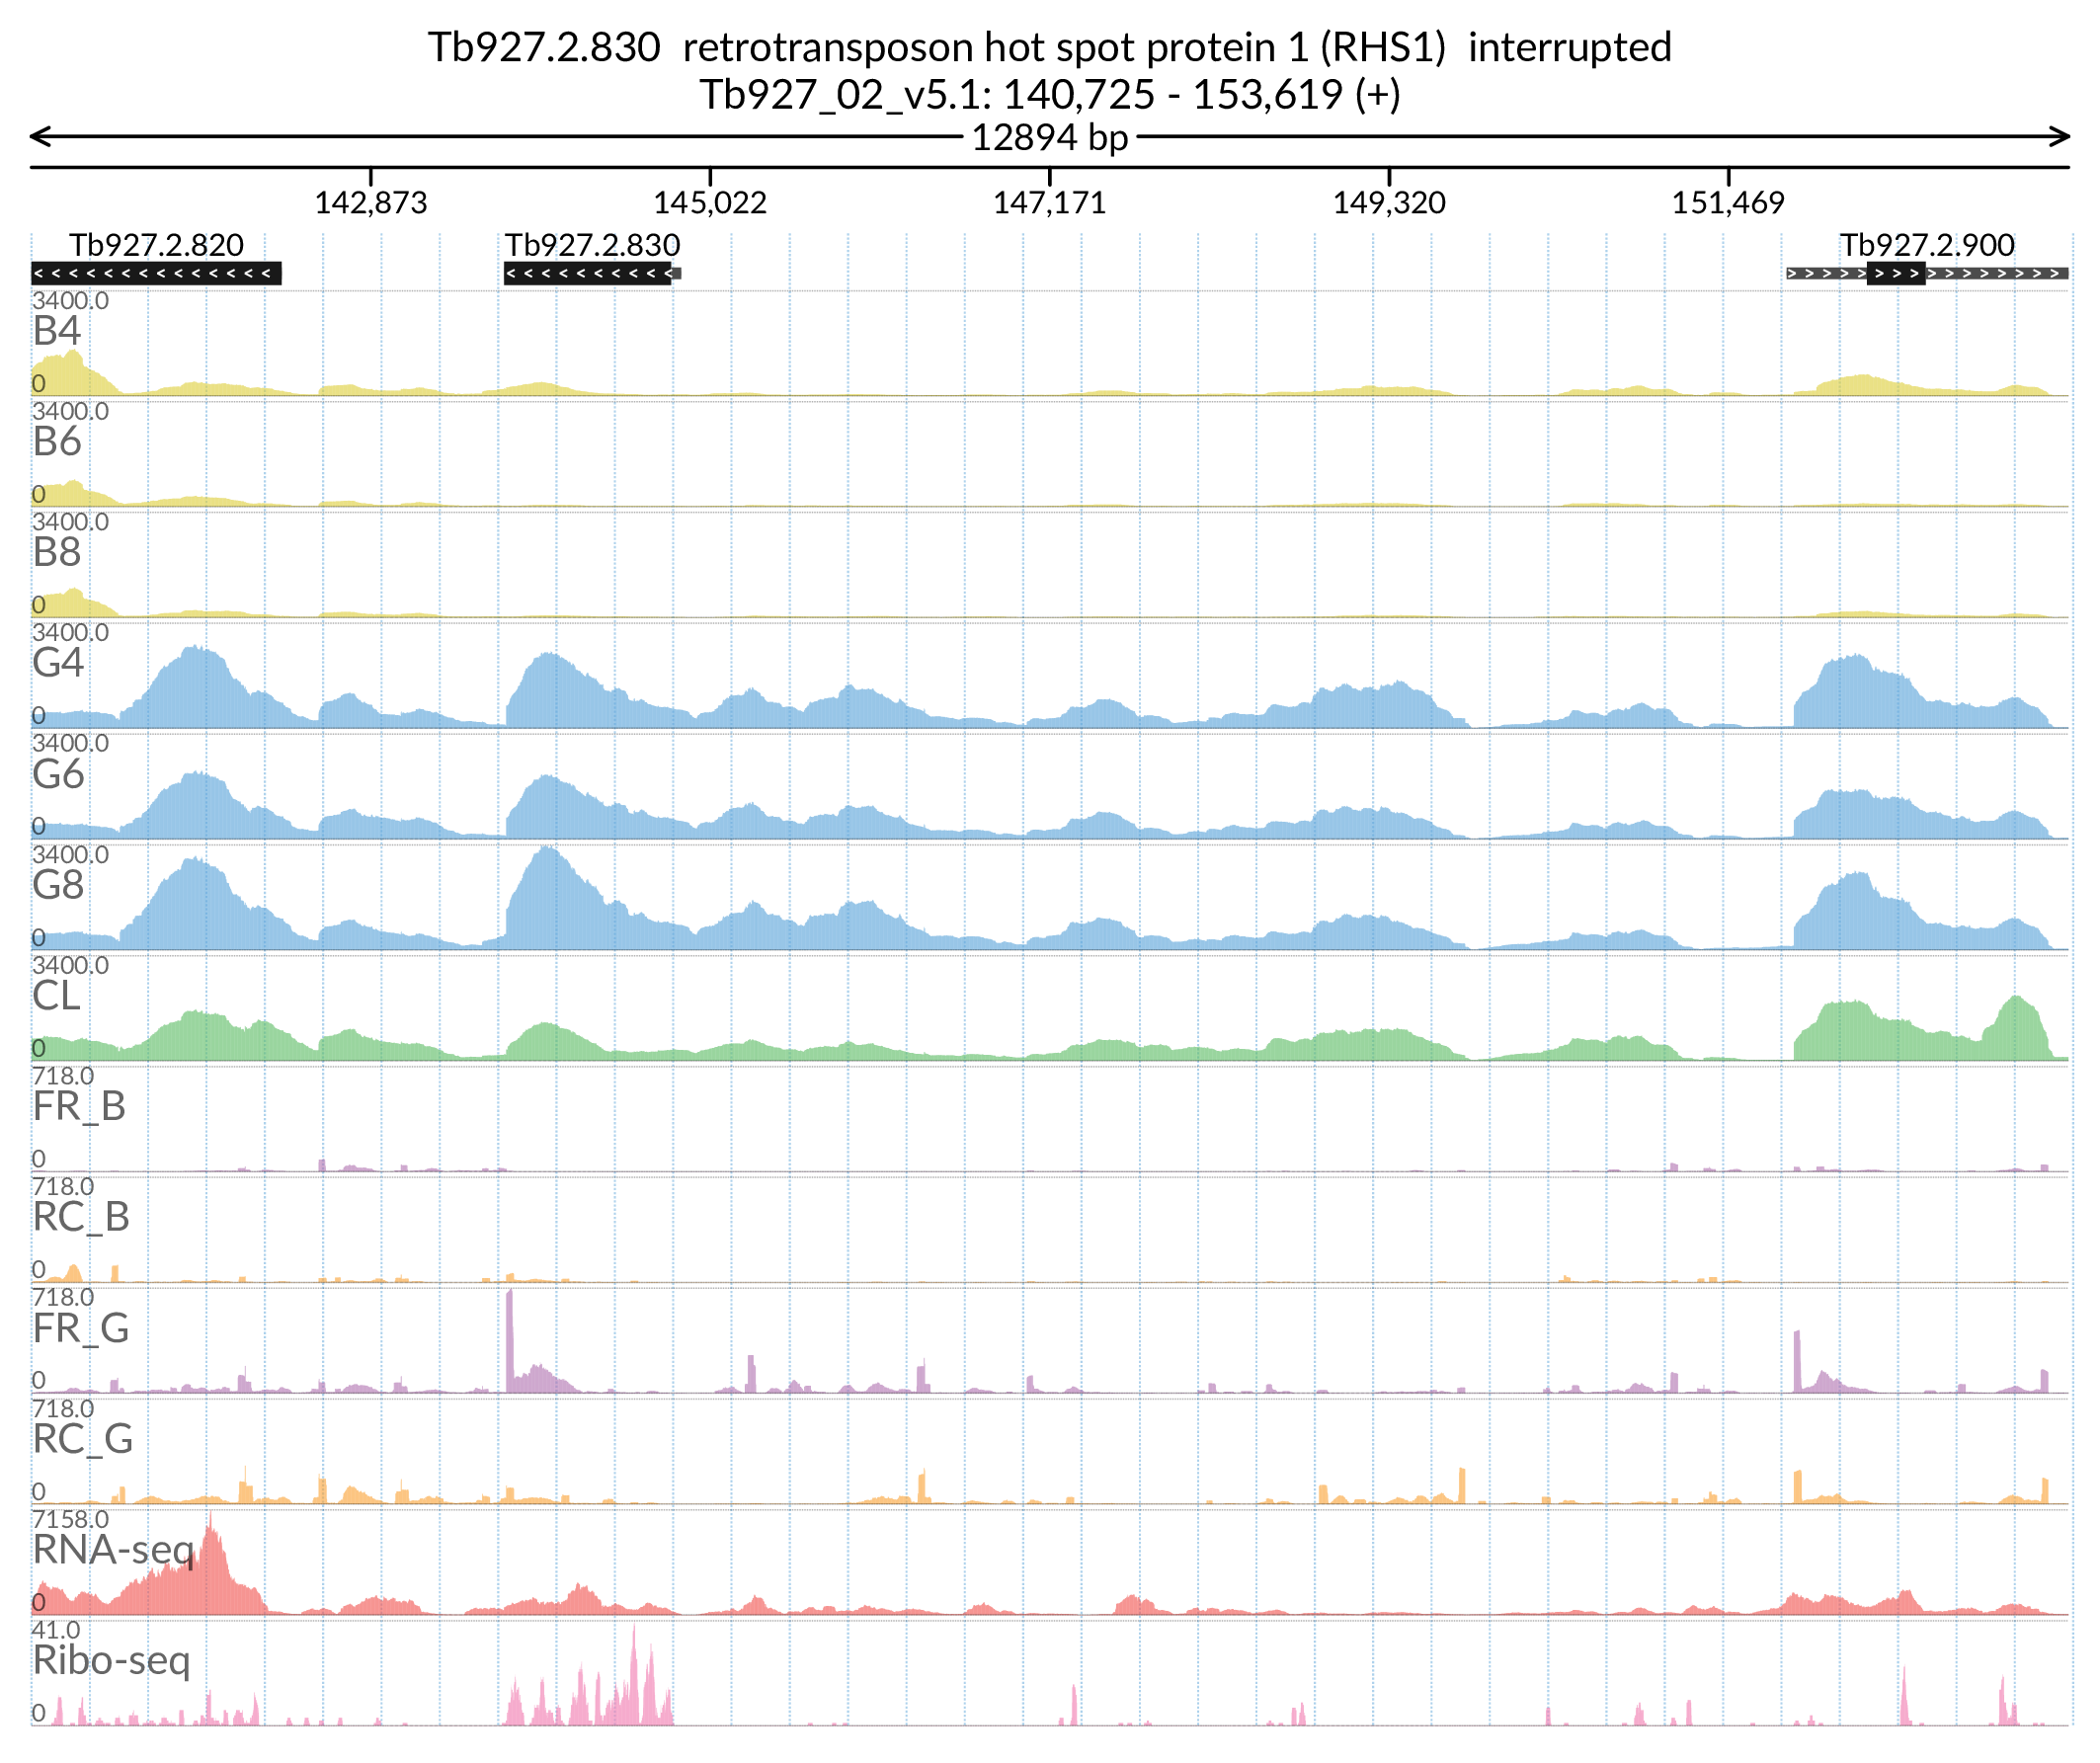 Tb927.2.830  retrotransposon hot spot protein 1 (RHS1)  interrupted
Tb927_02_v5.1: 140,725 - 153,619 (+)
12894 bp
142,873 145,022 147,171 149,320 151,469
Tb927.2.820 Tb927.2.830 Tb927.2.900
3400.0
B4
0
3400.0
B6
0
3400.0
B8
0
3400.0
G4
0
3400.0
G6
0
3400.0
G8
0
3400.0
CL
0
718.0
FR_B
0
718.0
RC_B
0
718.0
FR_G
0
718.0
RC_G
0
7158.0
RNA-seq
0
41.0
Ribo-seq
0